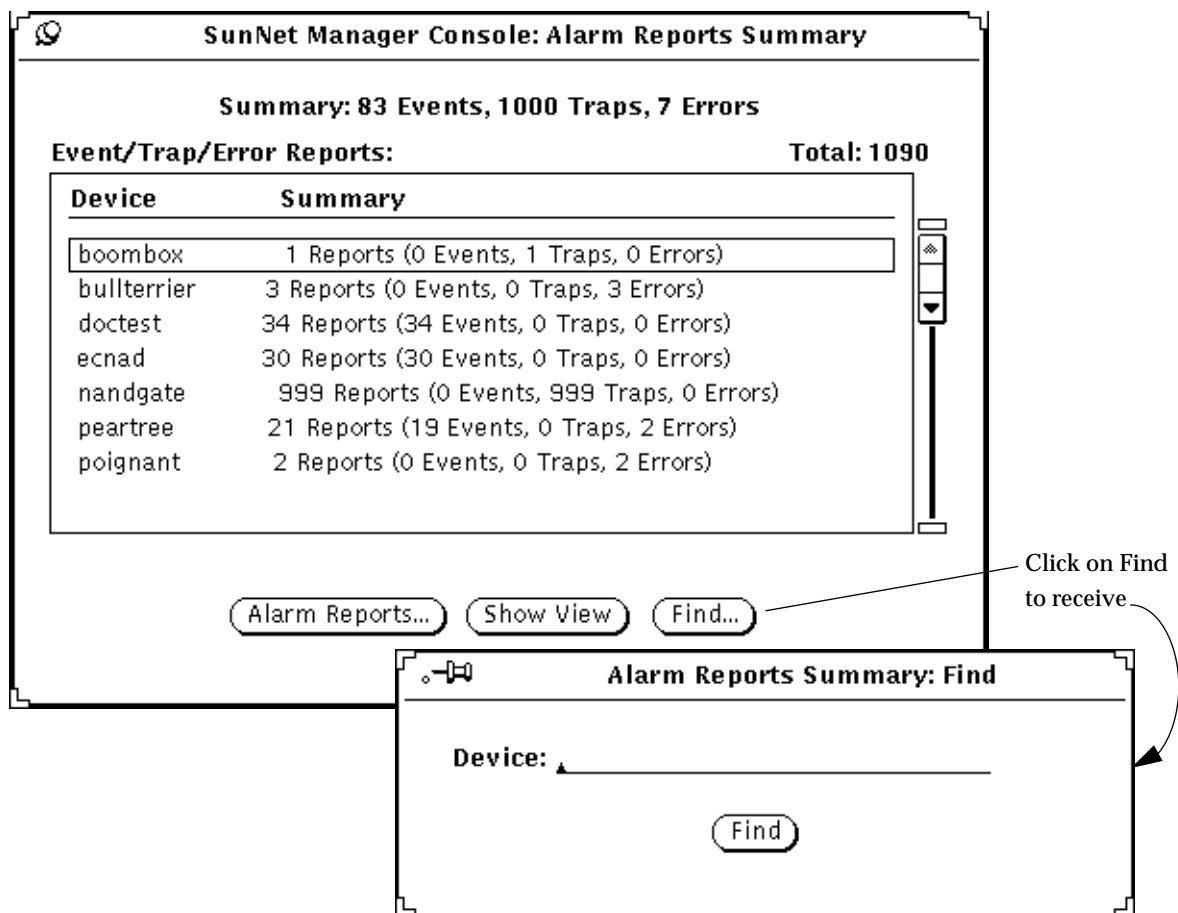 SunNet Manager Console: Alarm Reports Summary
Summary: 83 Events, 1000 Traps, 7 Errors
Event/Trap/Error Reports: Total: 1090
Device Summary
boombox 1 Reports (0 Events, 1 Traps, 0 Errors)
bullterrier 3 Reports (0 Events, 0 Traps, 3 Errors)
doctest 34 Reports (34 Events, 0 Traps, 0 Errors)
ecnad 30 Reports (30 Events, 0 Traps, 0 Errors)
nandgate 999 Reports (0 Events, 999 Traps, 0 Errors)
peartree 21 Reports (19 Events, 0 Traps, 2 Errors)
poignant 2 Reports (0 Events, 0 Traps, 2 Errors)
Click on Find
to receive
Alarm Reports... Show View Find...
Alarm Reports Summary: Find
Device:
Find